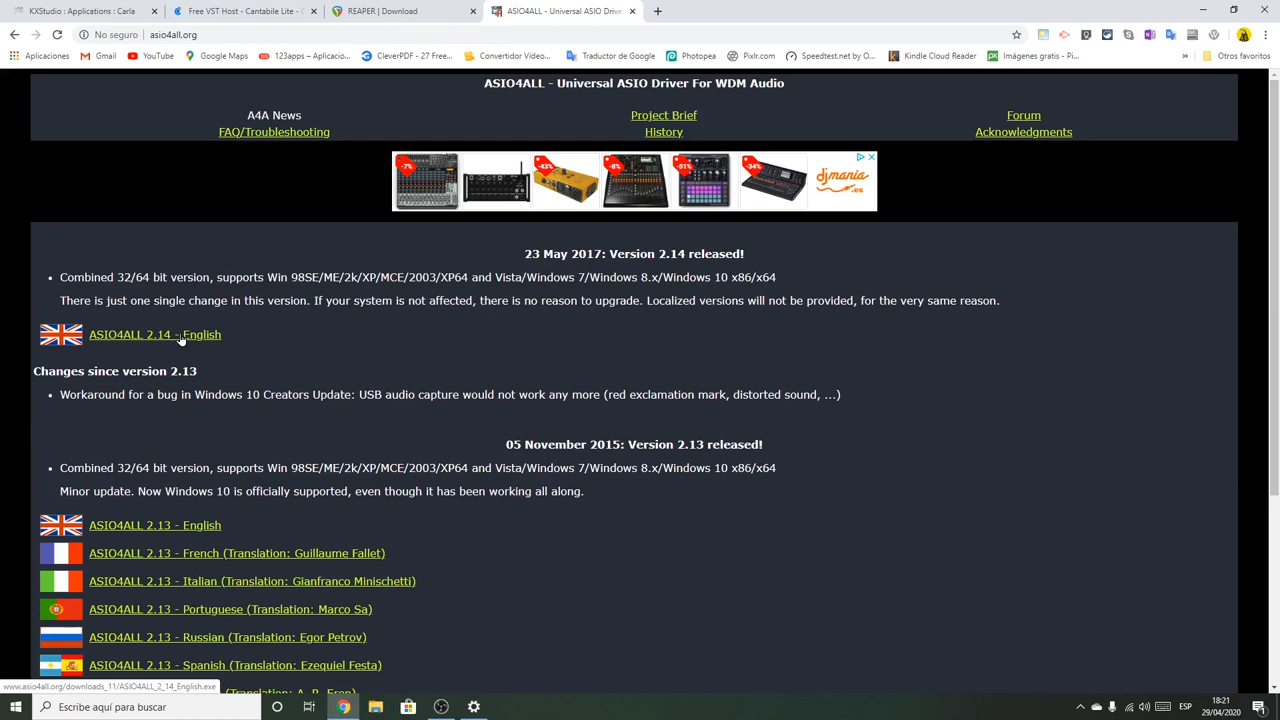 KXStudio : Applications : Carla
Free VST Host - Cantabile Lite -
REAPER | Download
ASIO4ALL - Universal ASIO Drive
No seguro | asio4all.org
Aplicaciones
Gmail
YouTube
Google Maps
123apps – Aplicacio...
CleverPDF - 27 Free...
Convertidor Vídeo...
Traductor de Google
Photopea
Pixlr.com
Speedtest.net by O...
Kindle Cloud Reader
Imágenes gratis - Pi...
Otros favoritos
ASIO4ALL - Universal ASIO Driver For WDM Audio
A4A News
Project Brief
Forum
FAQ/Troubleshooting
History
Acknowledgments
-7%
-43%
-8%
-51%
-34%
djmania.es
23 May 2017: Version 2.14 released!
• Combined 32/64 bit version, supports Win 98SE/ME/2k/XP/MCE/2003/XP64 and Vista/Windows 7/Windows 8.x/Windows 10 x86/x64
There is just one single change in this version. If your system is not affected, there is no reason to upgrade. Localized versions will not be provided, for the very same reason.
ASIO4ALL 2.14 - English
Changes since version 2.13
• Workaround for a bug in Windows 10 Creators Update: USB audio capture would not work any more (red exclamation mark, distorted sound, ...)
05 November 2015: Version 2.13 released!
• Combined 32/64 bit version, supports Win 98SE/ME/2k/XP/MCE/2003/XP64 and Vista/Windows 7/Windows 8.x/Windows 10 x86/x64
Minor update. Now Windows 10 is officially supported, even though it has been working all along.
ASIO4ALL 2.13 - English
ASIO4ALL 2.13 - French (Translation: Guillaume Fallet)
ASIO4ALL 2.13 - Italian (Translation: Gianfranco Minischetti)
ASIO4ALL 2.13 - Portuguese (Translation: Marco Sa)
ASIO4ALL 2.13 - Russian (Translation: Egor Petrov)
ASIO4ALL 2.13 - Spanish (Translation: Ezequiel Festa)
www.asio4all.org/downloads_11/ASIO4ALL_2_14_English.exe
Escribe aquí para buscar
ESP
18:21
29/04/2020